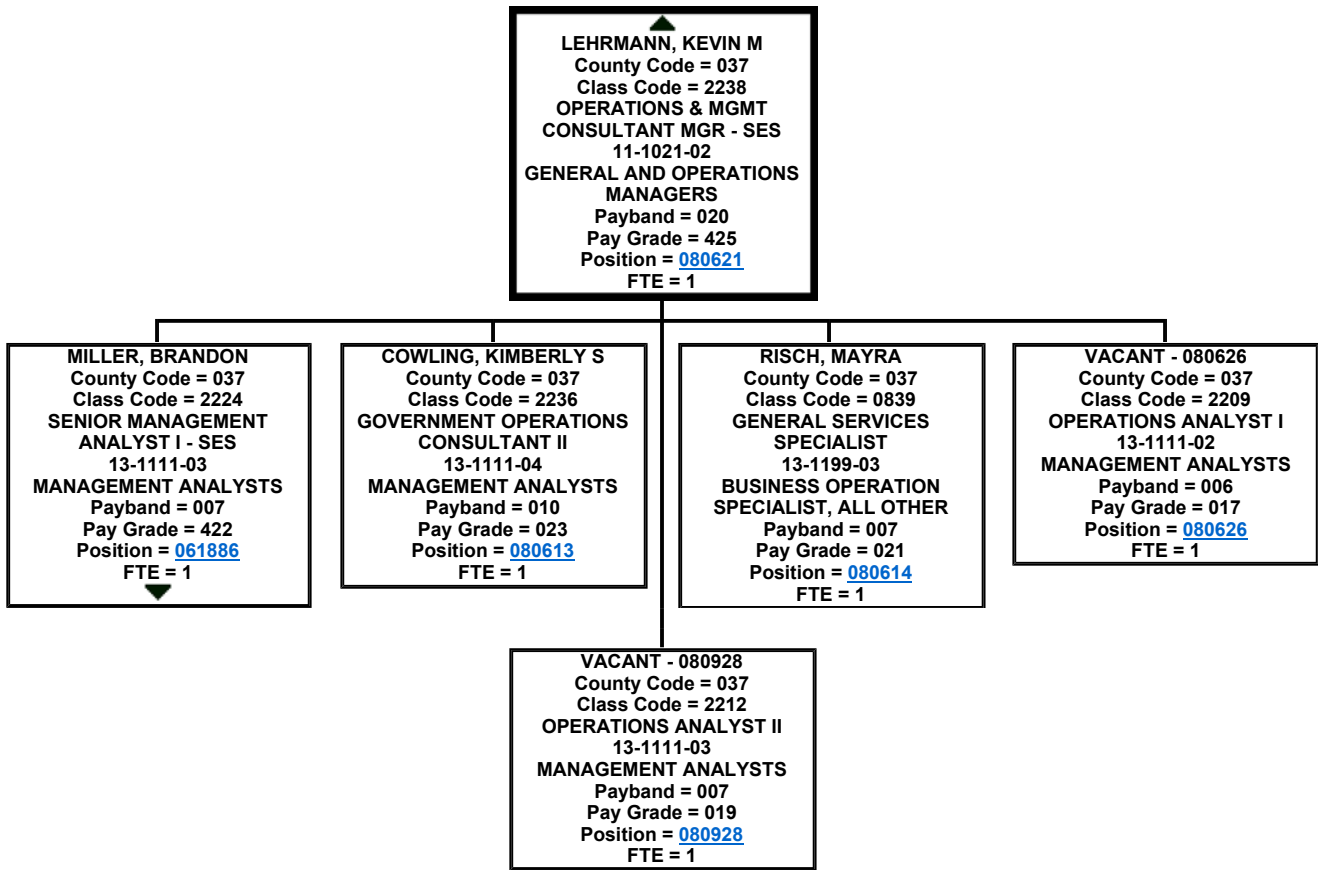 LEHRMANN, KEVIN M
County Code = 037
Class Code = 2238
OPERATIONS & MGMT
CONSULTANT MGR - SES
11-1021-02
GENERAL AND OPERATIONS
MANAGERS
Payband = 020
Pay Grade = 425
Position = 080621
FTE = 1
MILLER, BRANDON
County Code = 037
Class Code = 2224
SENIOR MANAGEMENT
ANALYST I - SES
13-1111-03
MANAGEMENT ANALYSTS
Payband = 007
Pay Grade = 422
Position = 061886
FTE = 1
COWLING, KIMBERLY S
County Code = 037
Class Code = 2236
GOVERNMENT OPERATIONS
CONSULTANT II
13-1111-04
MANAGEMENT ANALYSTS
Payband = 010
Pay Grade = 023
Position = 080613
FTE = 1
RISCH, MAYRA
County Code = 037
Class Code = 0839
GENERAL SERVICES
SPECIALIST
13-1199-03
BUSINESS OPERATION
SPECIALIST, ALL OTHER
Payband = 007
Pay Grade = 021
Position = 080614
FTE = 1
VACANT - 080626
County Code = 037
Class Code = 2209
OPERATIONS ANALYST I
13-1111-02
MANAGEMENT ANALYSTS
Payband = 006
Pay Grade = 017
Position = 080626
FTE = 1
VACANT - 080928
County Code = 037
Class Code = 2212
OPERATIONS ANALYST II
13-1111-03
MANAGEMENT ANALYSTS
Payband = 007
Pay Grade = 019
Position = 080928
FTE = 1